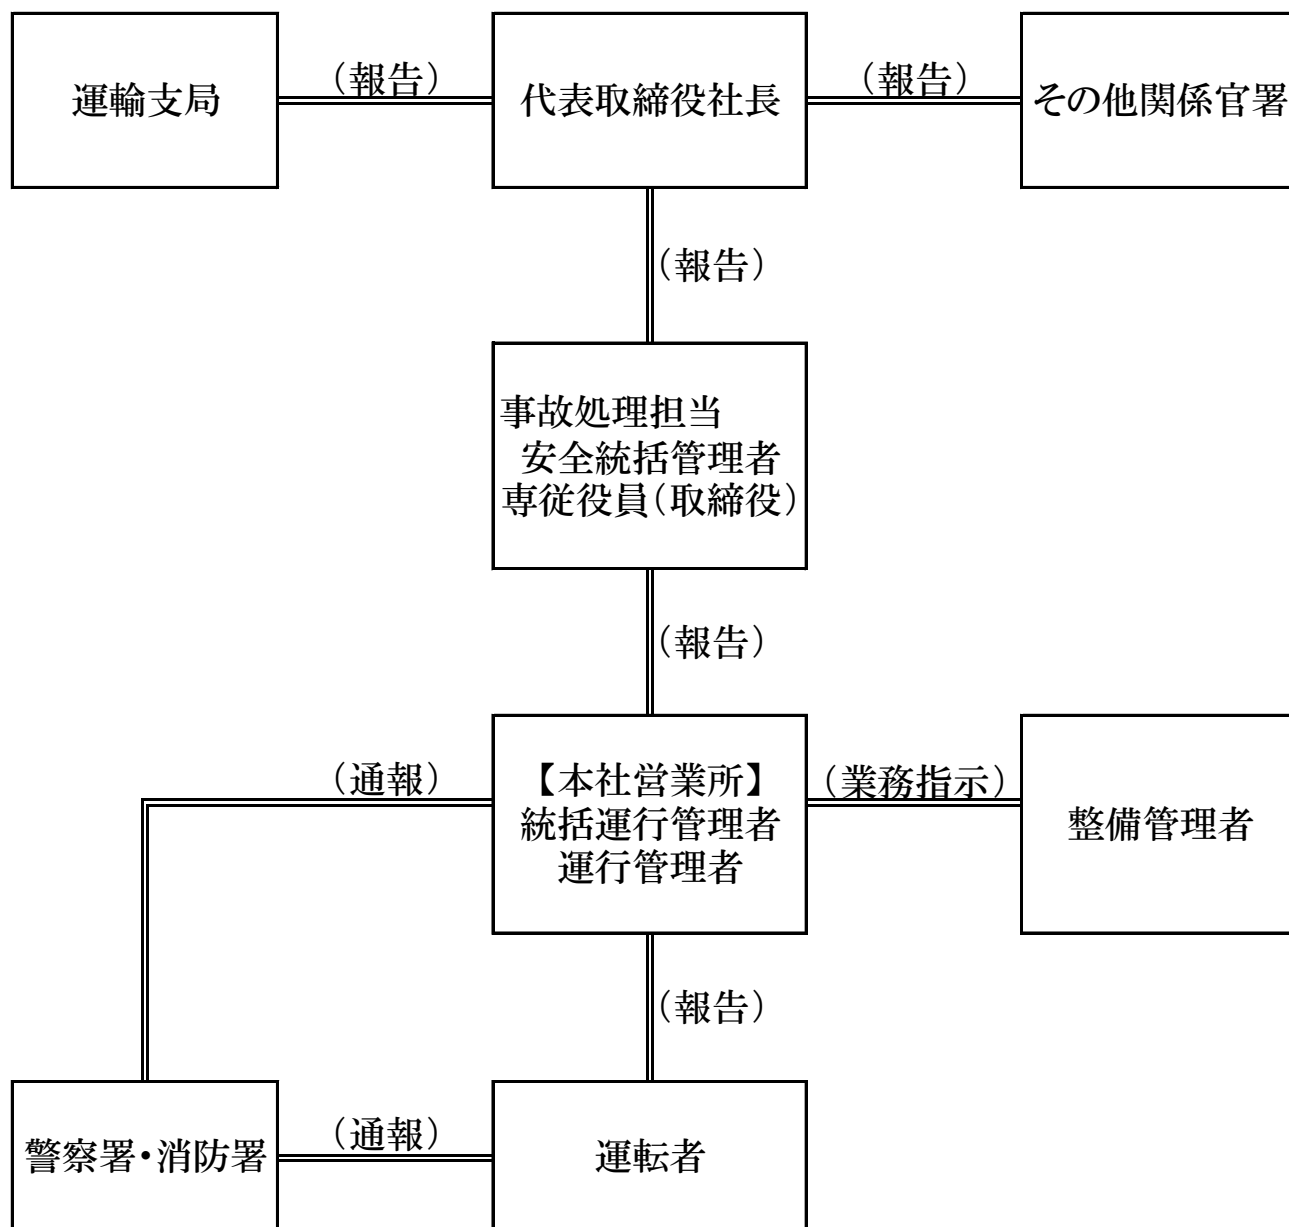 運輸支局
（報告）
代表取締役社長
（報告）
その他関係官署
（報告）
事故処理担当
安全統括管理者
専従役員（取締役）
（報告）
（通報）
【本社営業所】
統括運行管理者
運行管理者
（業務指示）
整備管理者
（報告）
警察署・消防署
（通報）
運転者